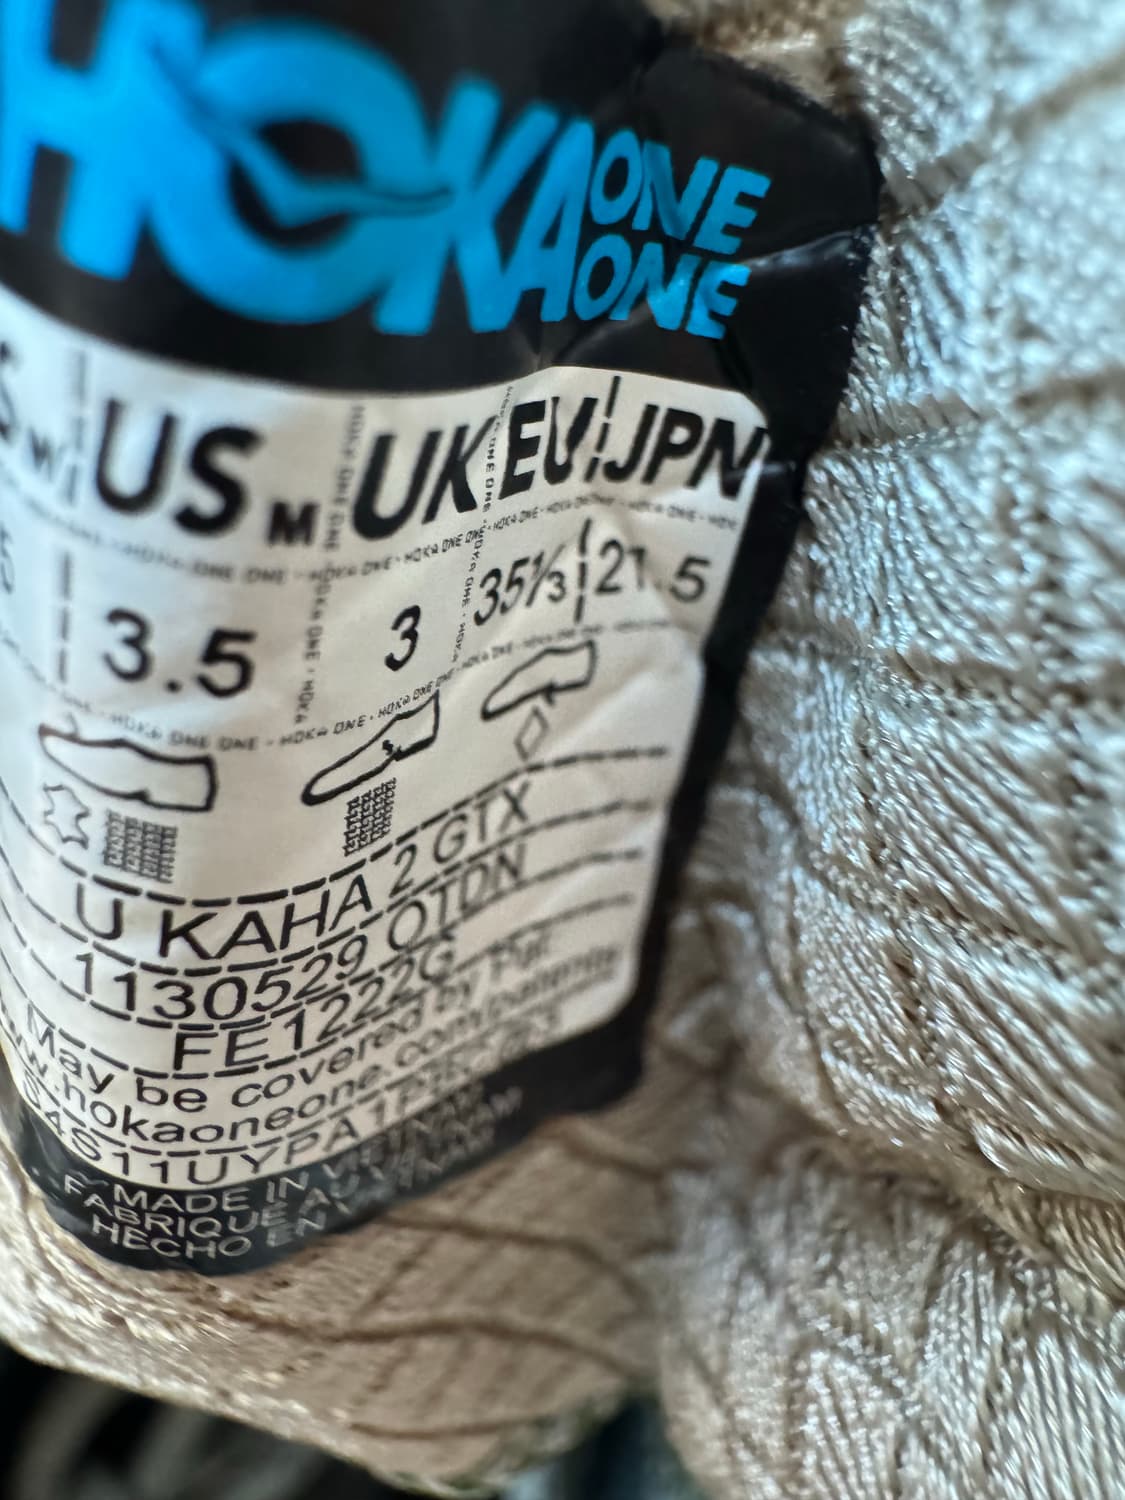 HOKA ONE ONE
US M UK EU JPN
3.5 3 35⅓ 21.5
U KAHA 2 GTX
1130529 OTDN
FE1222G
May be covered by Pat.
www.hokaoneone.com/patents
MADE IN VIETNAM
FABRIQUE AU VIETNAM
HECHO EN VIETNAM